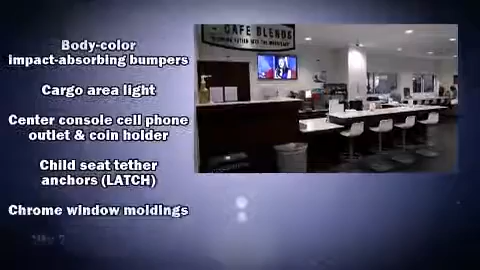 Body-color
impact-absorbing bumpers
Cargo area light
Center console cell phone
outlet & coin holder
Child seat tether
anchors (LATCH)
Chrome window moldings
CAFE BLENDS